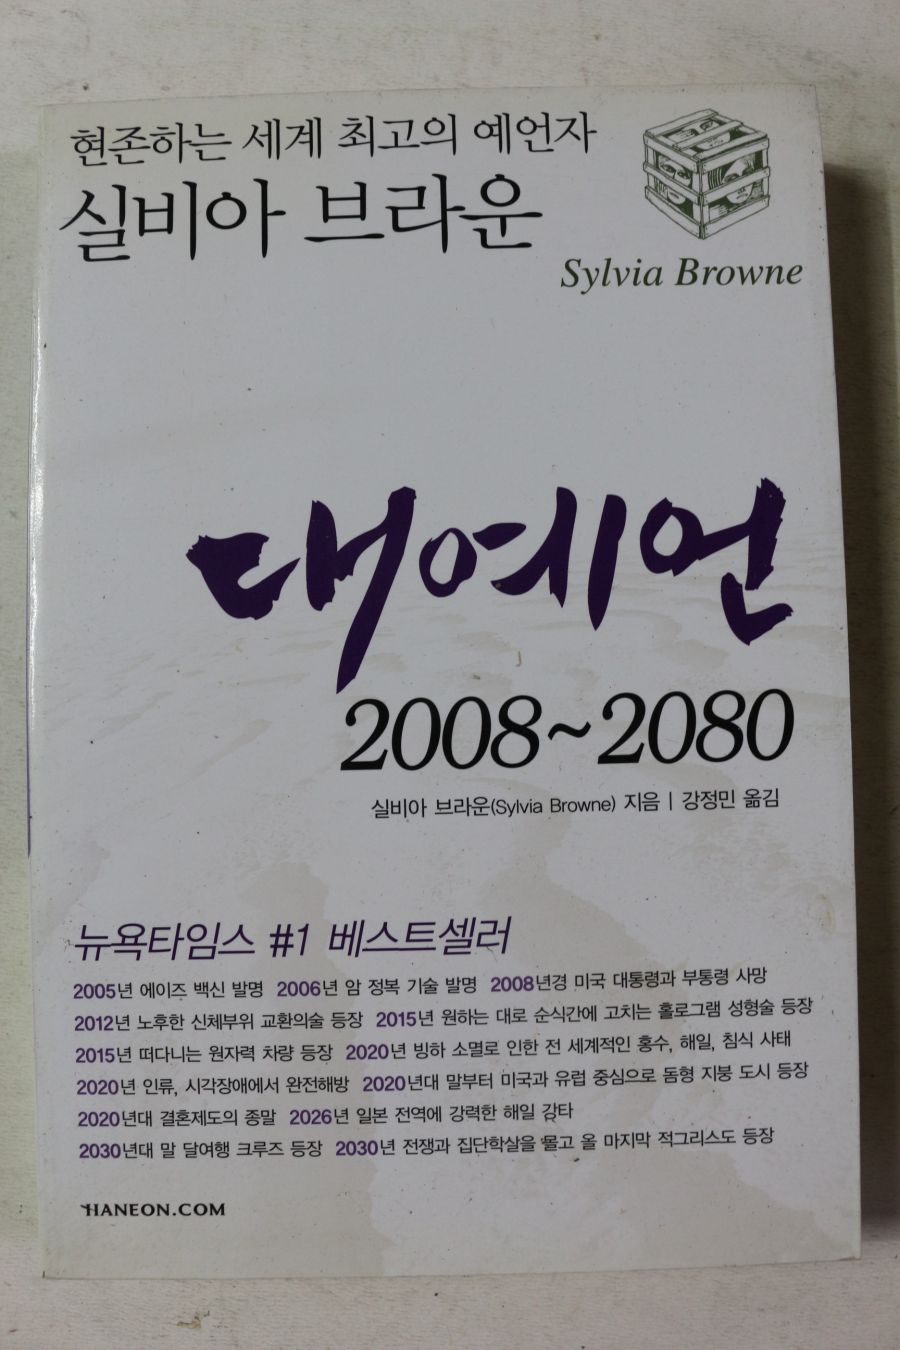 현존하는 세계 최고의 예언자
실비아 브라운
Sylvia Browne
대예언
2008~2080
실비아 브라운(Sylvia Browne) 지음 | 강정민 옮김
뉴욕타임스 #1 베스트셀러
2005년 에이즈 백신 발명 2006년 암 정복 기술 발명 2008년경 미국 대통령과 부통령 사망
2012년 노후한 신체부위 교환의술 등장 2015년 원하는 대로 순식간에 고치는 홀로그램 성형술 등장
2015년 떠다니는 원자력 차량 등장 2020년 빙하 소멸로 인한 전 세계적인 홍수, 해일, 침식 사태
2020년 인류, 시각장애에서 완전해방 2020년대 말부터 미국과 유럽 중심으로 돔형 지붕 도시 등장
2020년대 결혼제도의 종말 2026년 일본 전역에 강력한 해일 강타
2030년대 말 달여행 크루즈 등장 2030년 전쟁과 집단학살을 몰고 올 마지막 적그리스도 등장
HANEON.COM